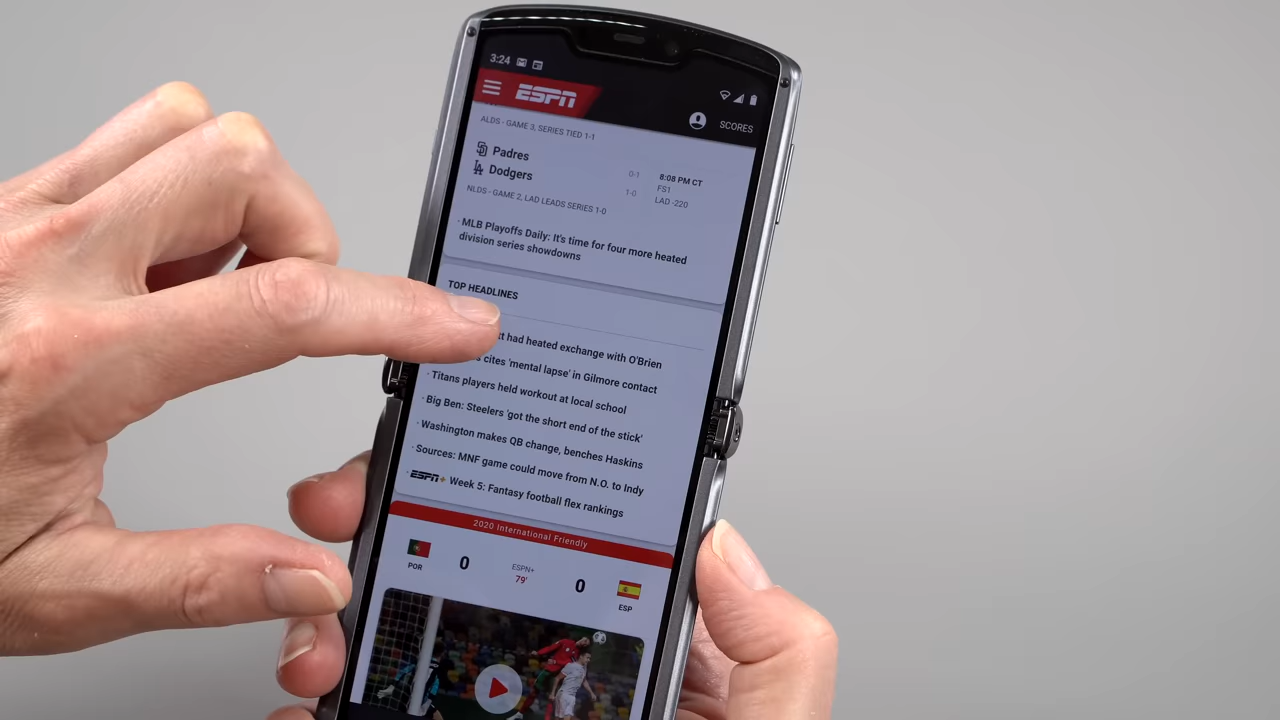 3:24
ESPN
SCORES
ALDS - GAME 3, SERIES TIED 1-1
Padres
0-1
8:08 PM CT
Dodgers
1-0
FS1
LAD -220
NLDS - GAME 2, LAD LEADS SERIES 1-0
· MLB Playoffs Daily: It's time for four more heated
division series showdowns
TOP HEADLINES
had heated exchange with O'Brien
cites 'mental lapse' in Gilmore contact
· Titans players held workout at local school
· Big Ben: Steelers 'got the short end of the stick'
· Washington makes QB change, benches Haskins
· Sources: MNF game could move from N.O. to Indy
· ESPN+ Week 5: Fantasy football flex rankings
2020 International Friendly
POR
0
ESPN+
79'
0
ESP